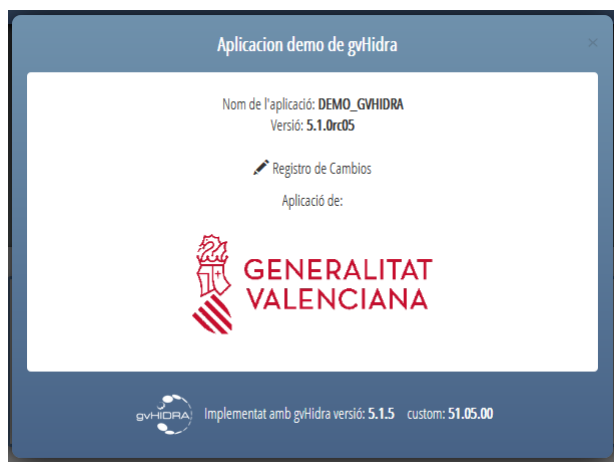 Aplicacion demo de gvHidra
×
Nom de l'aplicació: DEMO_GVHIDRA
Versió: 5.1.0rc05
Registro de Cambios
Aplicació de:
GENERALITAT
VALENCIANA
gvHIDRA Implementat amb gvHidra versió: 5.1.5 custom: 51.05.00